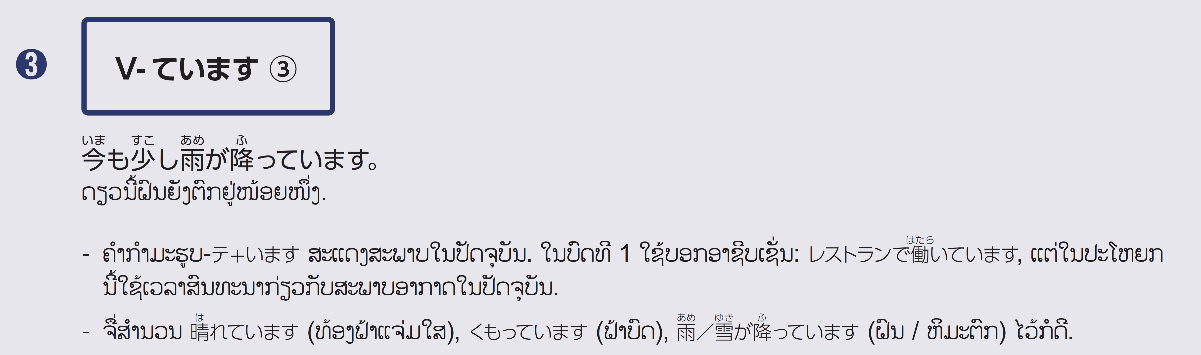 3 V- ています ③
いま すこ あめ ふ
今も少し雨が降っています。
ດຽວນີ້ຝົນຍັງຕົກຢູ່ໜ້ອຍໜຶ່ງ.
はたら
- ຄຳກຳມະຮູບ-テ+います ສະແດງສະພາບໃນປັດຈຸບັນ. ໃນບົດທີ 1 ໃຊ້ບອກອາຊີບເຊັ່ນ: レストランで働いています, ແຕ່ໃນປະໂຫຍກ
ນີ້ໃຊ້ເວລາສົນທະນາກ່ຽວກັບສະພາບອາກາດໃນປັດຈຸບັນ.
は あめ ゆき ふ
- ຈື່ສຳນວນ 晴れています (ທ້ອງຟ້າແຈ່ມໃສ), くもっています (ຟ້າບົດ), 雨／雪が降っています (ຝົນ / ຫິມະຕົກ) ໄວ້ກໍດີ.